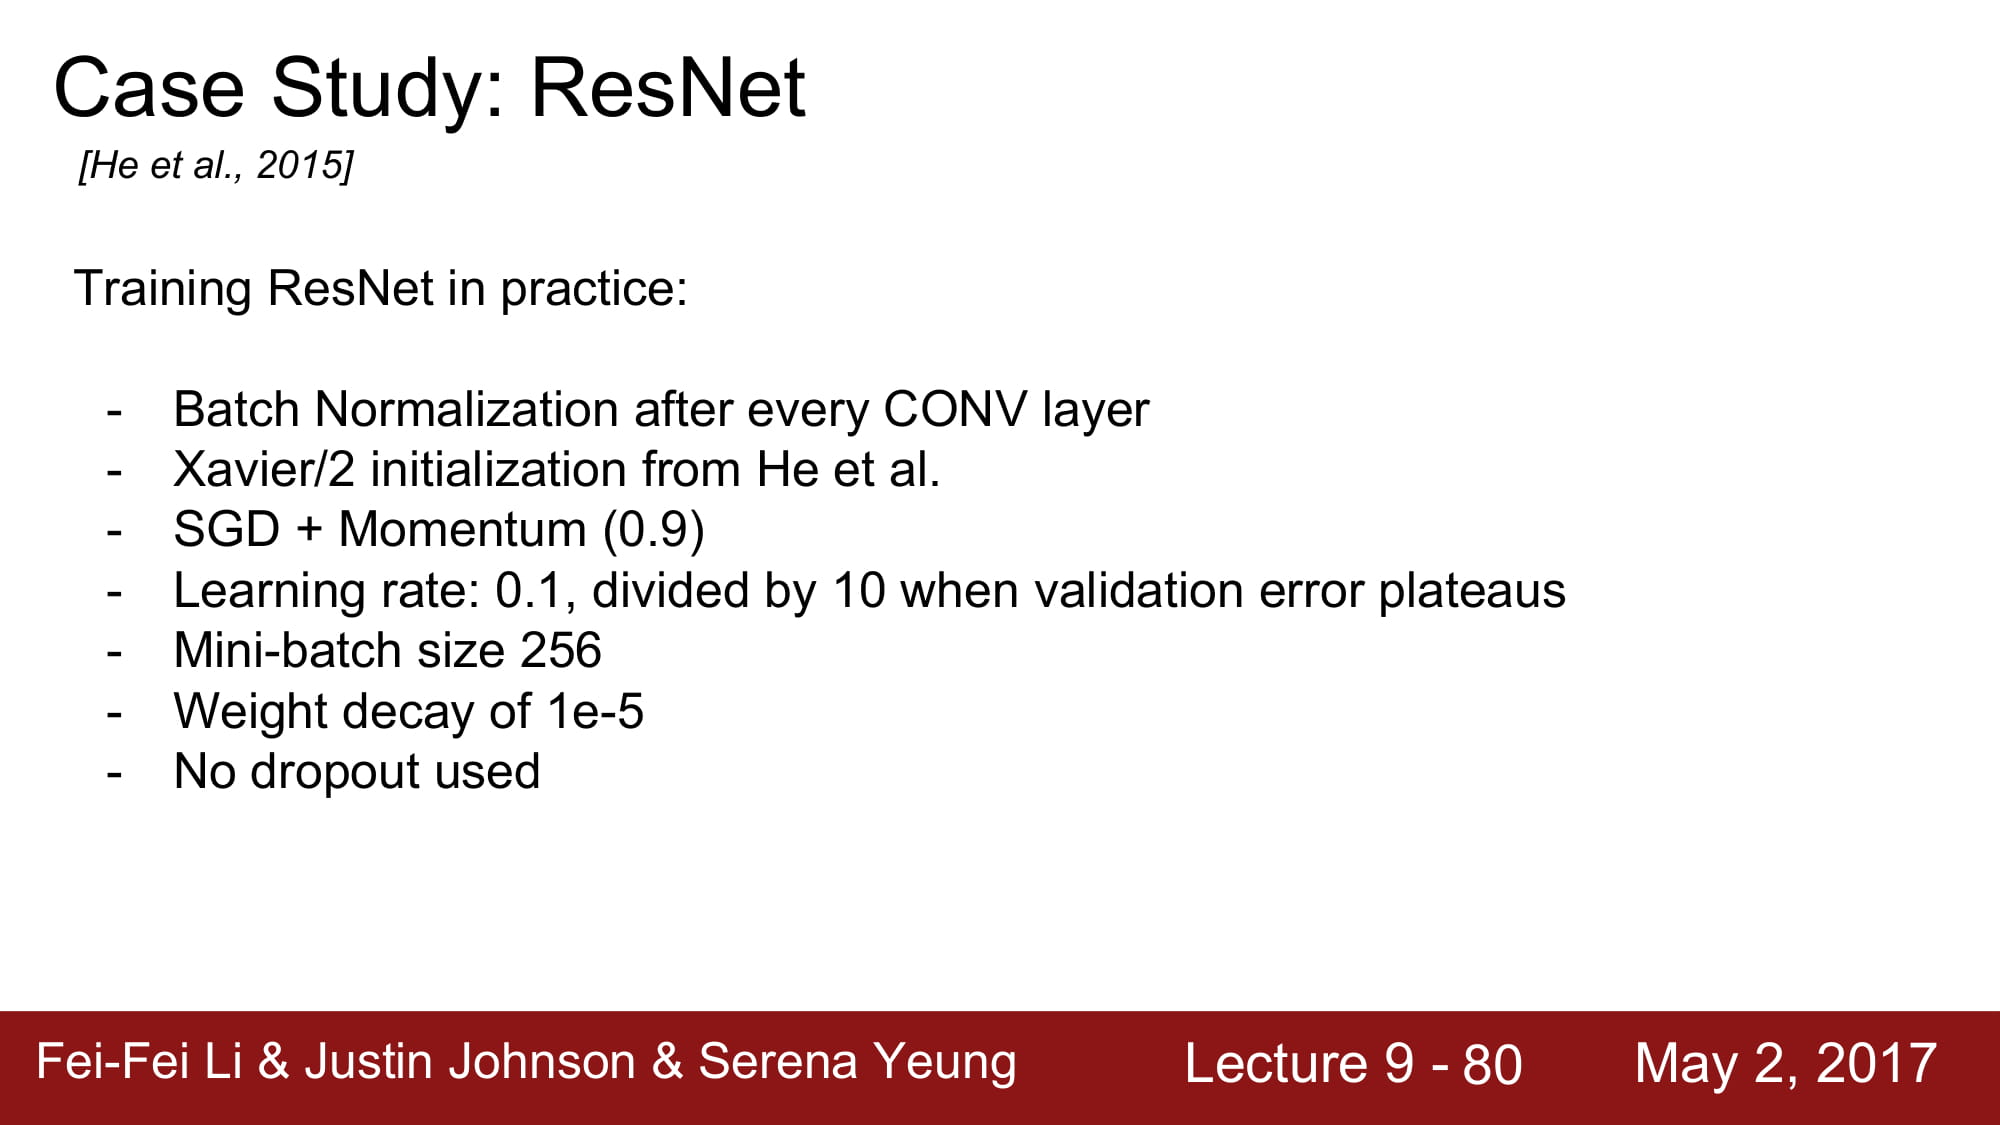 Case Study: ResNet
[He et al., 2015]
Training ResNet in practice:
- Batch Normalization after every CONV layer
- Xavier/2 initialization from He et al.
- SGD + Momentum (0.9)
- Learning rate: 0.1, divided by 10 when validation error plateaus
- Mini-batch size 256
- Weight decay of 1e-5
- No dropout used
Fei-Fei Li & Justin Johnson & Serena Yeung Lecture 9 - 80 May 2, 2017